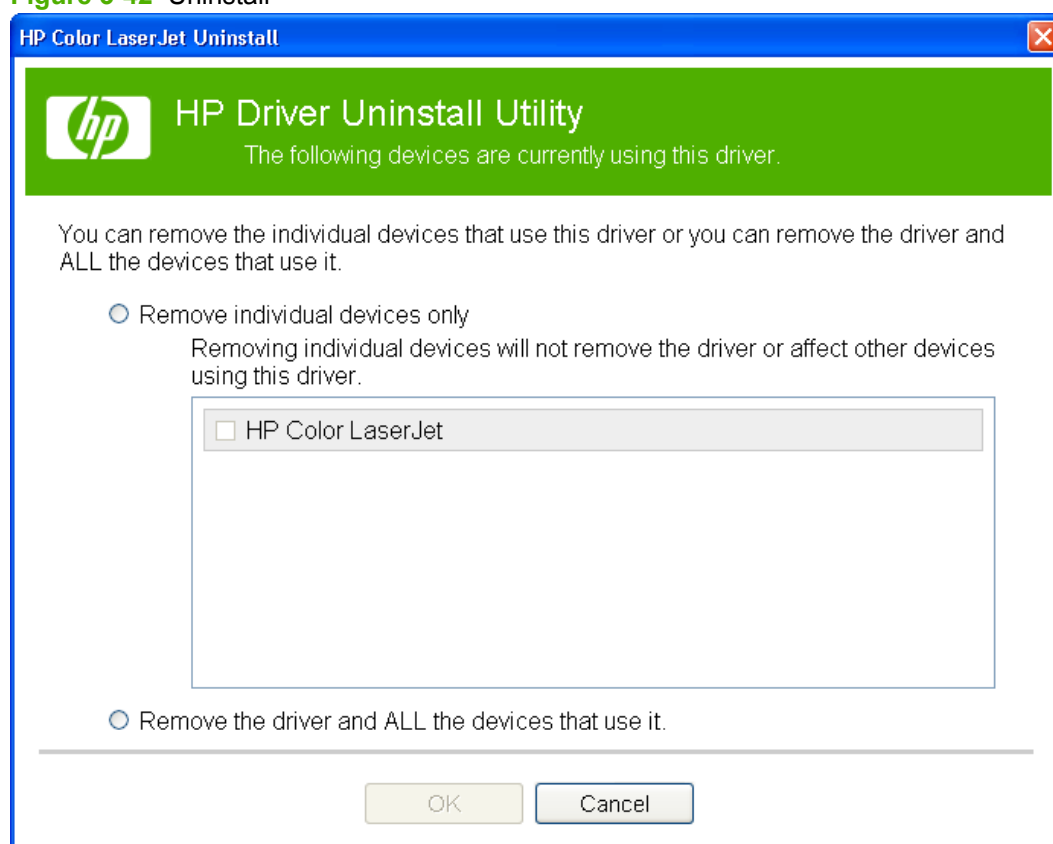 HP Color LaserJet Uninstall
hp
HP Driver Uninstall Utility
The following devices are currently using this driver.
You can remove the individual devices that use this driver or you can remove the driver and
ALL the devices that use it.
Remove individual devices only
Removing individual devices will not remove the driver or affect other devices
using this driver.
HP Color LaserJet
Remove the driver and ALL the devices that use it.
OK
Cancel